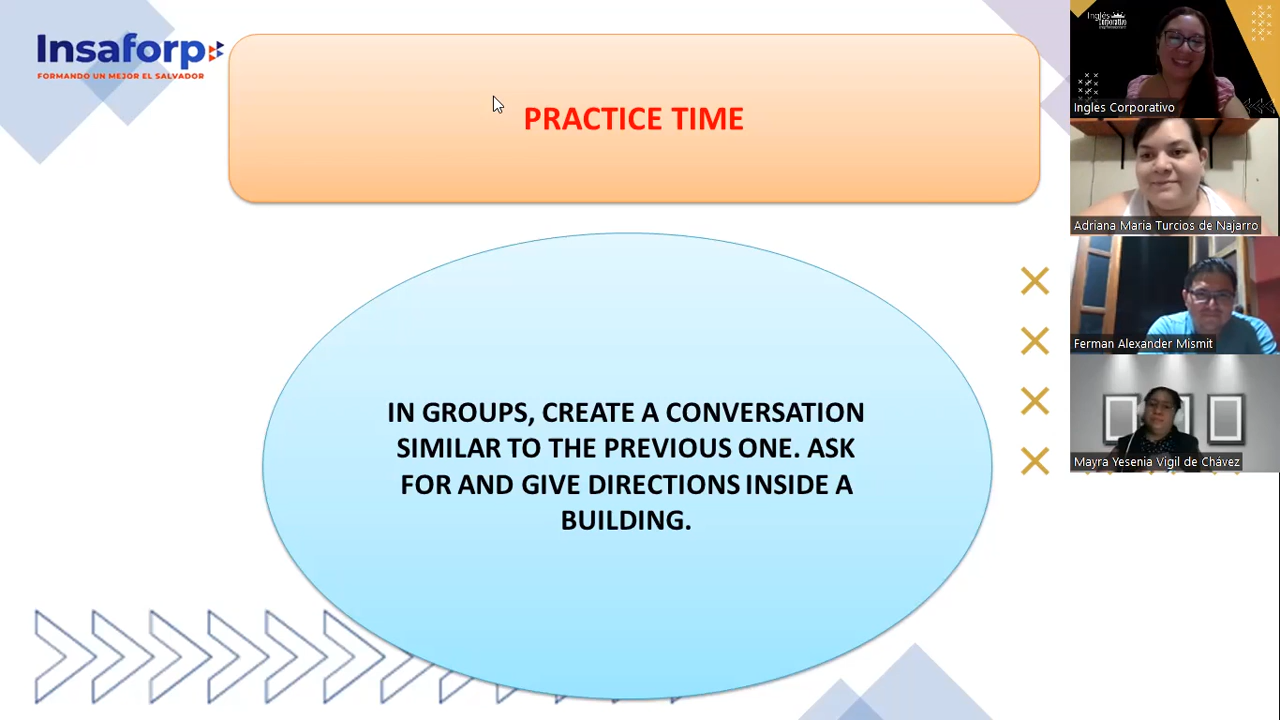 Insaforp
FORMANDO UN MEJOR EL SALVADOR
PRACTICE TIME
IN GROUPS, CREATE A CONVERSATION
SIMILAR TO THE PREVIOUS ONE. ASK
FOR AND GIVE DIRECTIONS INSIDE A
BUILDING.
Inglés
Corporativo
Ingles Corporativo
Adriana Maria Turcios de Najarro
Ferman Alexander Mismit
Mayra Yesenia Vigil de Chávez